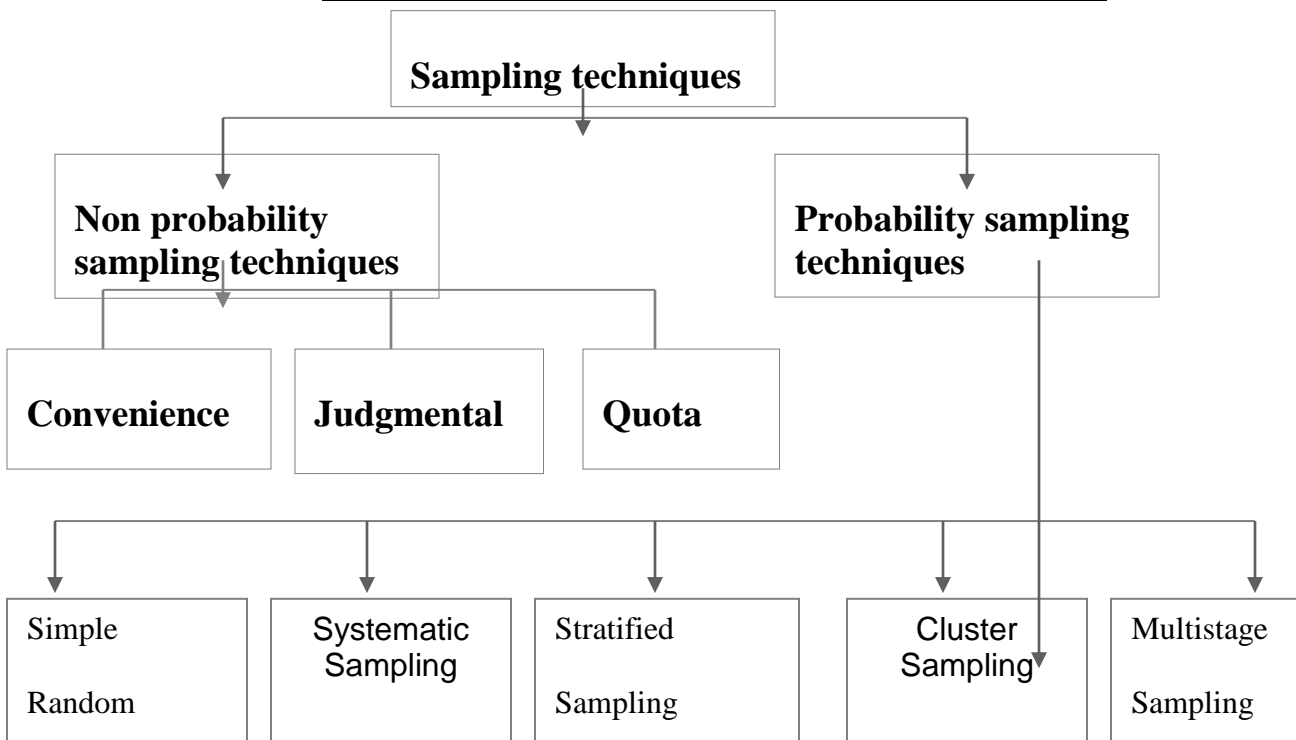 Sampling techniques
Non probability
sampling techniques
Probability sampling
techniques
Convenience
Judgmental
Quota
Simple
Random
Systematic
Sampling
Stratified
Sampling
Cluster
Sampling
Multistage
Sampling